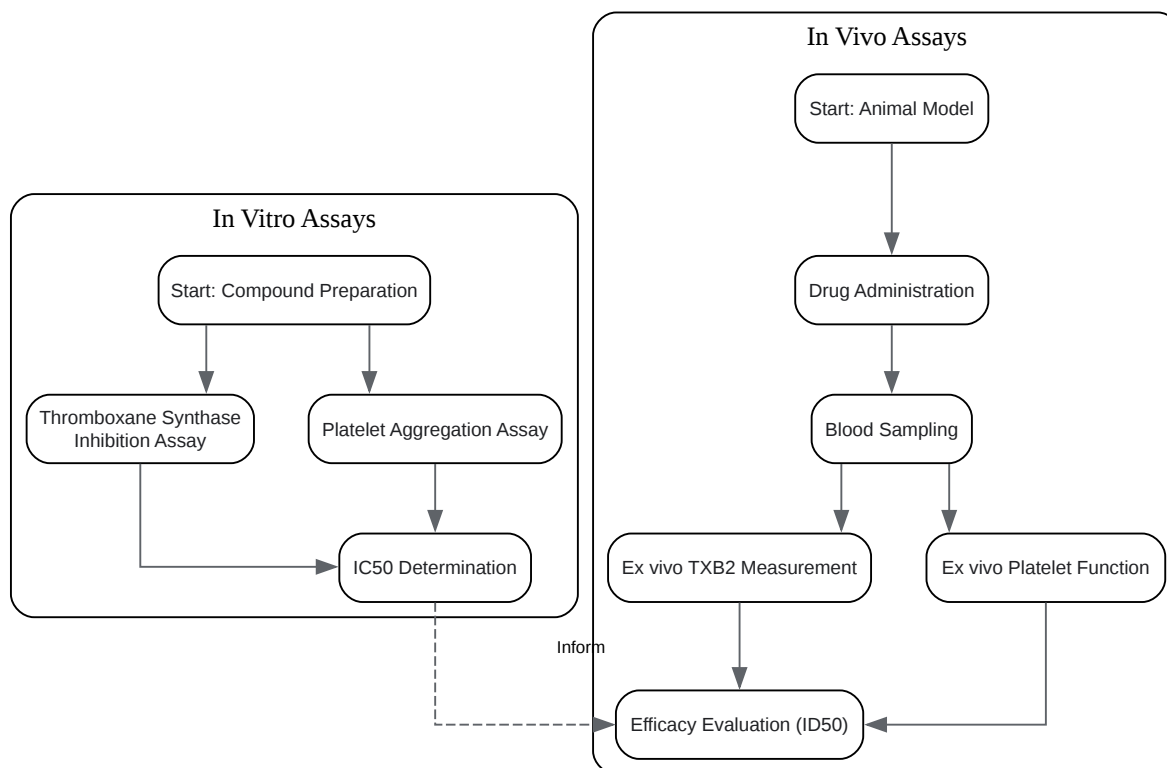 In Vivo Assays
Start: Animal Model
In Vitro Assays
Start: Compound Preparation
Drug Administration
Thromboxane Synthase
Inhibition Assay
Platelet Aggregation Assay
Blood Sampling
IC50 Determination
Ex vivo TXB2 Measurement
Ex vivo Platelet Function
Inform
Efficacy Evaluation (ID50)